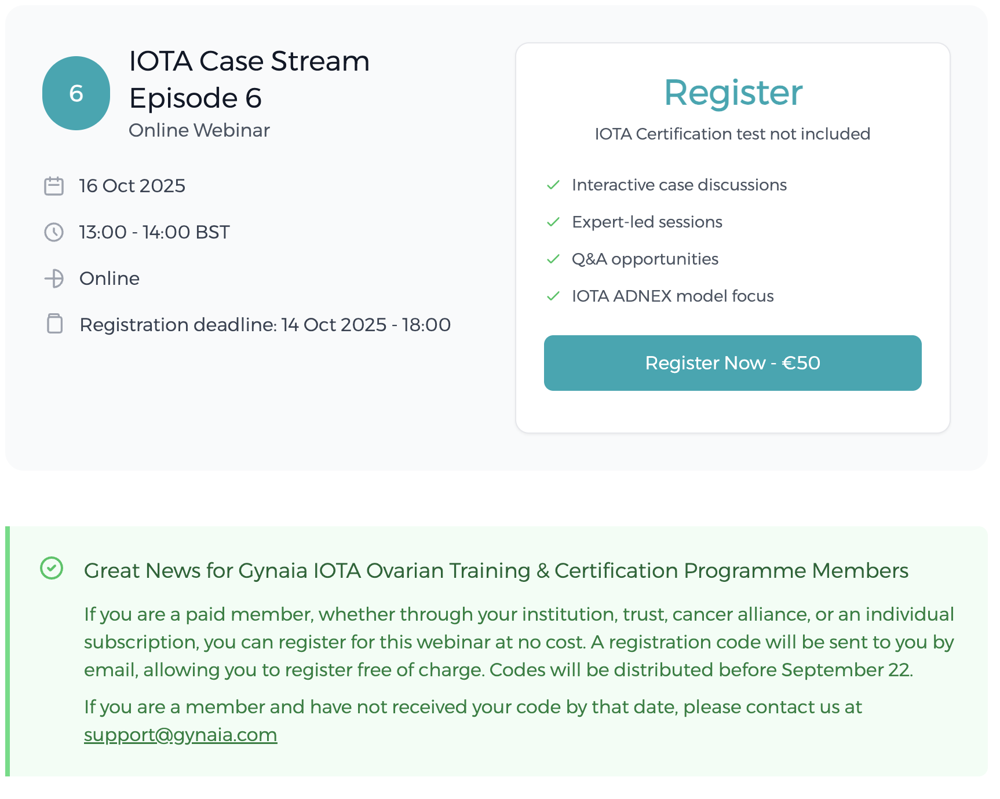 6
IOTA Case Stream
Episode 6
Online Webinar
16 Oct 2025
13:00 - 14:00 BST
Online
Registration deadline: 14 Oct 2025 - 18:00
Register
IOTA Certification test not included
Interactive case discussions
Expert-led sessions
Q&A opportunities
IOTA ADNEX model focus
Register Now - €50
Great News for Gynaia IOTA Ovarian Training & Certification Programme Members
If you are a paid member, whether through your institution, trust, cancer alliance, or an individual
subscription, you can register for this webinar at no cost. A registration code will be sent to you by
email, allowing you to register free of charge. Codes will be distributed before September 22.
If you are a member and have not received your code by that date, please contact us at
support@gynaia.com